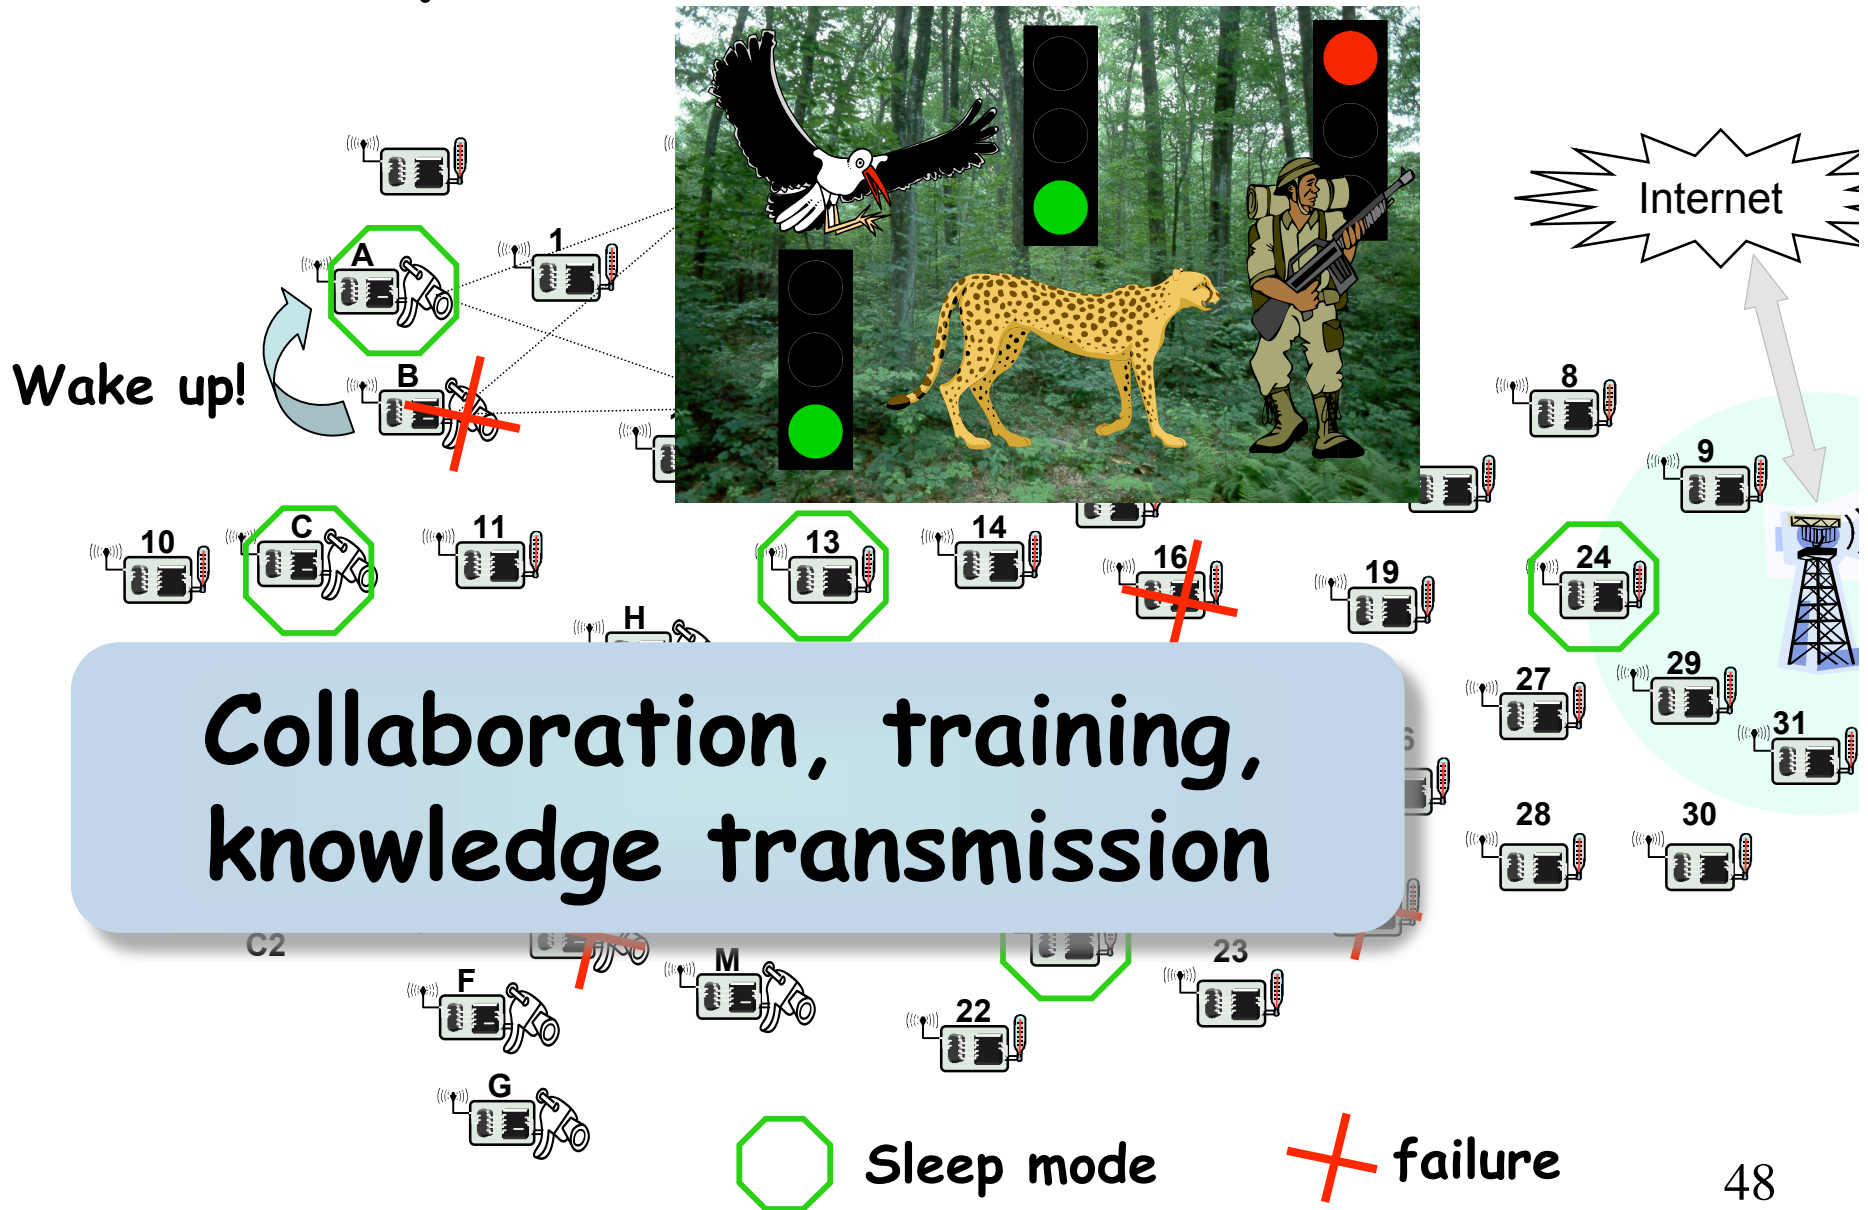 Internet
A
1
Wake up!
B
8
9
10
C
11
13
14
16
19
24
H
27
29
31
Collaboration, training,
knowledge transmission
6
28
30
C2
M
23
F
22
G
Sleep mode
failure
48